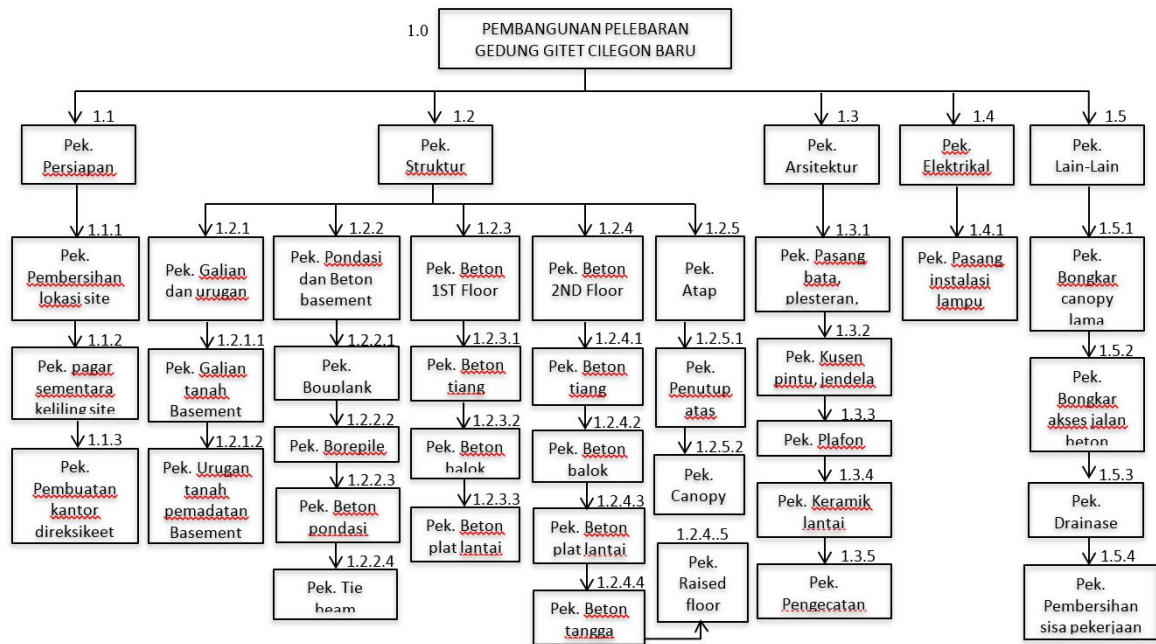 1.0
PEMBANGUNAN PELEBARAN
GEDUNG GITET CILEGON BARU
1.1
Pek.
Persiapan
1.2
Pek.
Struktur
1.3
Pek.
Arsitektur
1.4
Pek.
Elektrikal
1.5
Pek.
Lain-Lain
1.1.1
Pek.
Pembersihan
lokasi site
1.1.2
Pek. pagar
sementara
keliling site
1.1.3
Pek.
Pembuatan
kantor
direksikeet
1.2.1
Pek. Galian
dan urugan
1.2.1.1
Pek. Galian
tanah
Basement
1.2.1.2
Pek. Urugan
tanah
pemadatan
Basement
1.2.2
Pek. Pondasi
dan Beton
basement
1.2.2.1
Pek.
Bouplank
1.2.2.2
Pek. Borepile
1.2.2.3
Pek. Beton
pondasi
1.2.2.4
Pek. Tie
beam
1.2.3
Pek. Beton
1ST Floor
1.2.3.1
Pek. Beton
tiang
1.2.3.2
Pek. Beton
balok
1.2.3.3
Pek. Beton
plat lantai
1.2.4
Pek. Beton
2ND Floor
1.2.4.1
Pek. Beton
tiang
1.2.4.2
Pek. Beton
balok
1.2.4.3
Pek. Beton
plat lantai
1.2.4.4
Pek. Beton
tangga
1.2.4..5
Pek.
Raised
floor
1.2.5
Pek.
Atap
1.2.5.1
Pek.
Penutup
atas
1.2.5.2
Pek.
Canopy
1.3.1
Pek. Pasang
bata,
plesteran,
1.3.2
Pek. Kusen
pintu, jendela
1.3.3
Pek. Plafon
1.3.4
Pek. Keramik
lantai
1.3.5
Pek.
Pengecatan
1.4.1
Pek. Pasang
instalasi
lampu
1.5.1
Pek.
Bongkar
canopy
lama
1.5.2
Pek.
Bongkar
akses jalan
beton
1.5.3
Pek.
Drainase
1.5.4
Pek.
Pembersihan
sisa pekerjaan